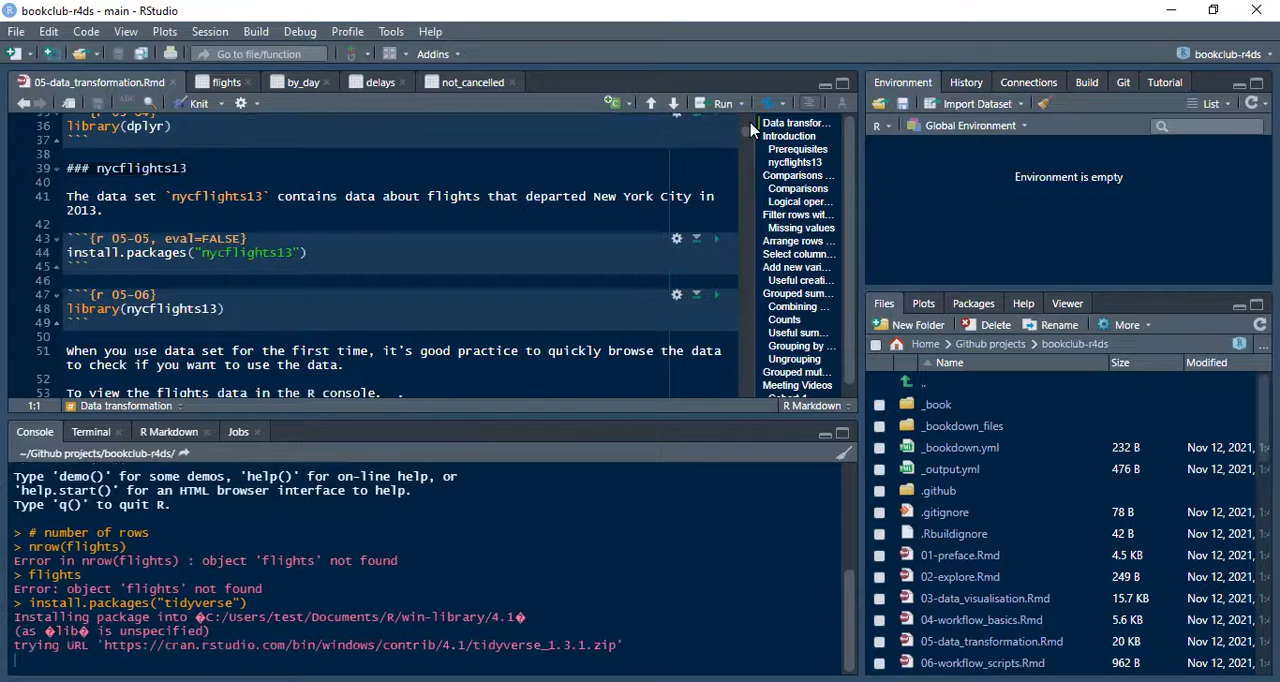 bookclub-r4ds - main - RStudio
File Edit Code View Plots Session Build Debug Profile Tools Help
Go to file/function Addins bookclub-r4ds
05-data_transformation.Rmd flights by_day delays not_cancelled
Knit Run
36 library(dplyr)
37 ```
38
39 ### nycflights13
40
41 The data set `nycflights13` contains data about flights that departed New York City in
2013.
42
43 ```{r 05-05, eval=FALSE}
44 install.packages("nycflights13")
45 ```
46
47 ```{r 05-06}
48 library(nycflights13)
49 ```
50
51 When you use data set for the first time, it's good practice to quickly browse the data
to check if you want to use the data.
52
53 To view the flights data in the R console,
Data transfor...
Introduction
Prerequisites
nycflights13
Comparisons ...
Comparisons
Logical oper...
Filter rows wit...
Missing values
Arrange rows ...
Select column...
Add new vari...
Useful creati...
Grouped sum...
Combining ...
Counts
Useful sum...
Grouping by ...
Ungrouping
Grouped mut...
Meeting Videos
Cohort 1
1:1 Data transformation R Markdown
Console Terminal R Markdown Jobs
~/Github projects/bookclub-r4ds/
Type 'demo()' for some demos, 'help()' for on-line help, or
'help.start()' for an HTML browser interface to help.
Type 'q()' to quit R.
> # number of rows
> nrow(flights)
Error in nrow(flights) : object 'flights' not found
> flights
Error: object 'flights' not found
> install.packages("tidyverse")
Installing package into �C:/Users/test/Documents/R/win-library/4.1�
(as �lib� is unspecified)
trying URL 'https://cran.rstudio.com/bin/windows/contrib/4.1/tidyverse_1.3.1.zip'
Environment History Connections Build Git Tutorial
Import Dataset List
R Global Environment
Environment is empty
Files Plots Packages Help Viewer
New Folder Delete Rename More
Home Github projects bookclub-r4ds ...
Name Size Modified
..
_book
_bookdown_files
_bookdown.yml 232 B Nov 12, 2021,
_output.yml 476 B Nov 12, 2021,
.github
.gitignore 78 B Nov 12, 2021,
.Rbuildignore 42 B Nov 12, 2021,
01-preface.Rmd 4.5 KB Nov 12, 2021,
02-explore.Rmd 249 B Nov 12, 2021,
03-data_visualisation.Rmd 15.7 KB Nov 12, 2021,
04-workflow_basics.Rmd 5.6 KB Nov 12, 2021,
05-data_transformation.Rmd 20 KB Nov 12, 2021,
06-workflow_scripts.Rmd 962 B Nov 12, 2021,